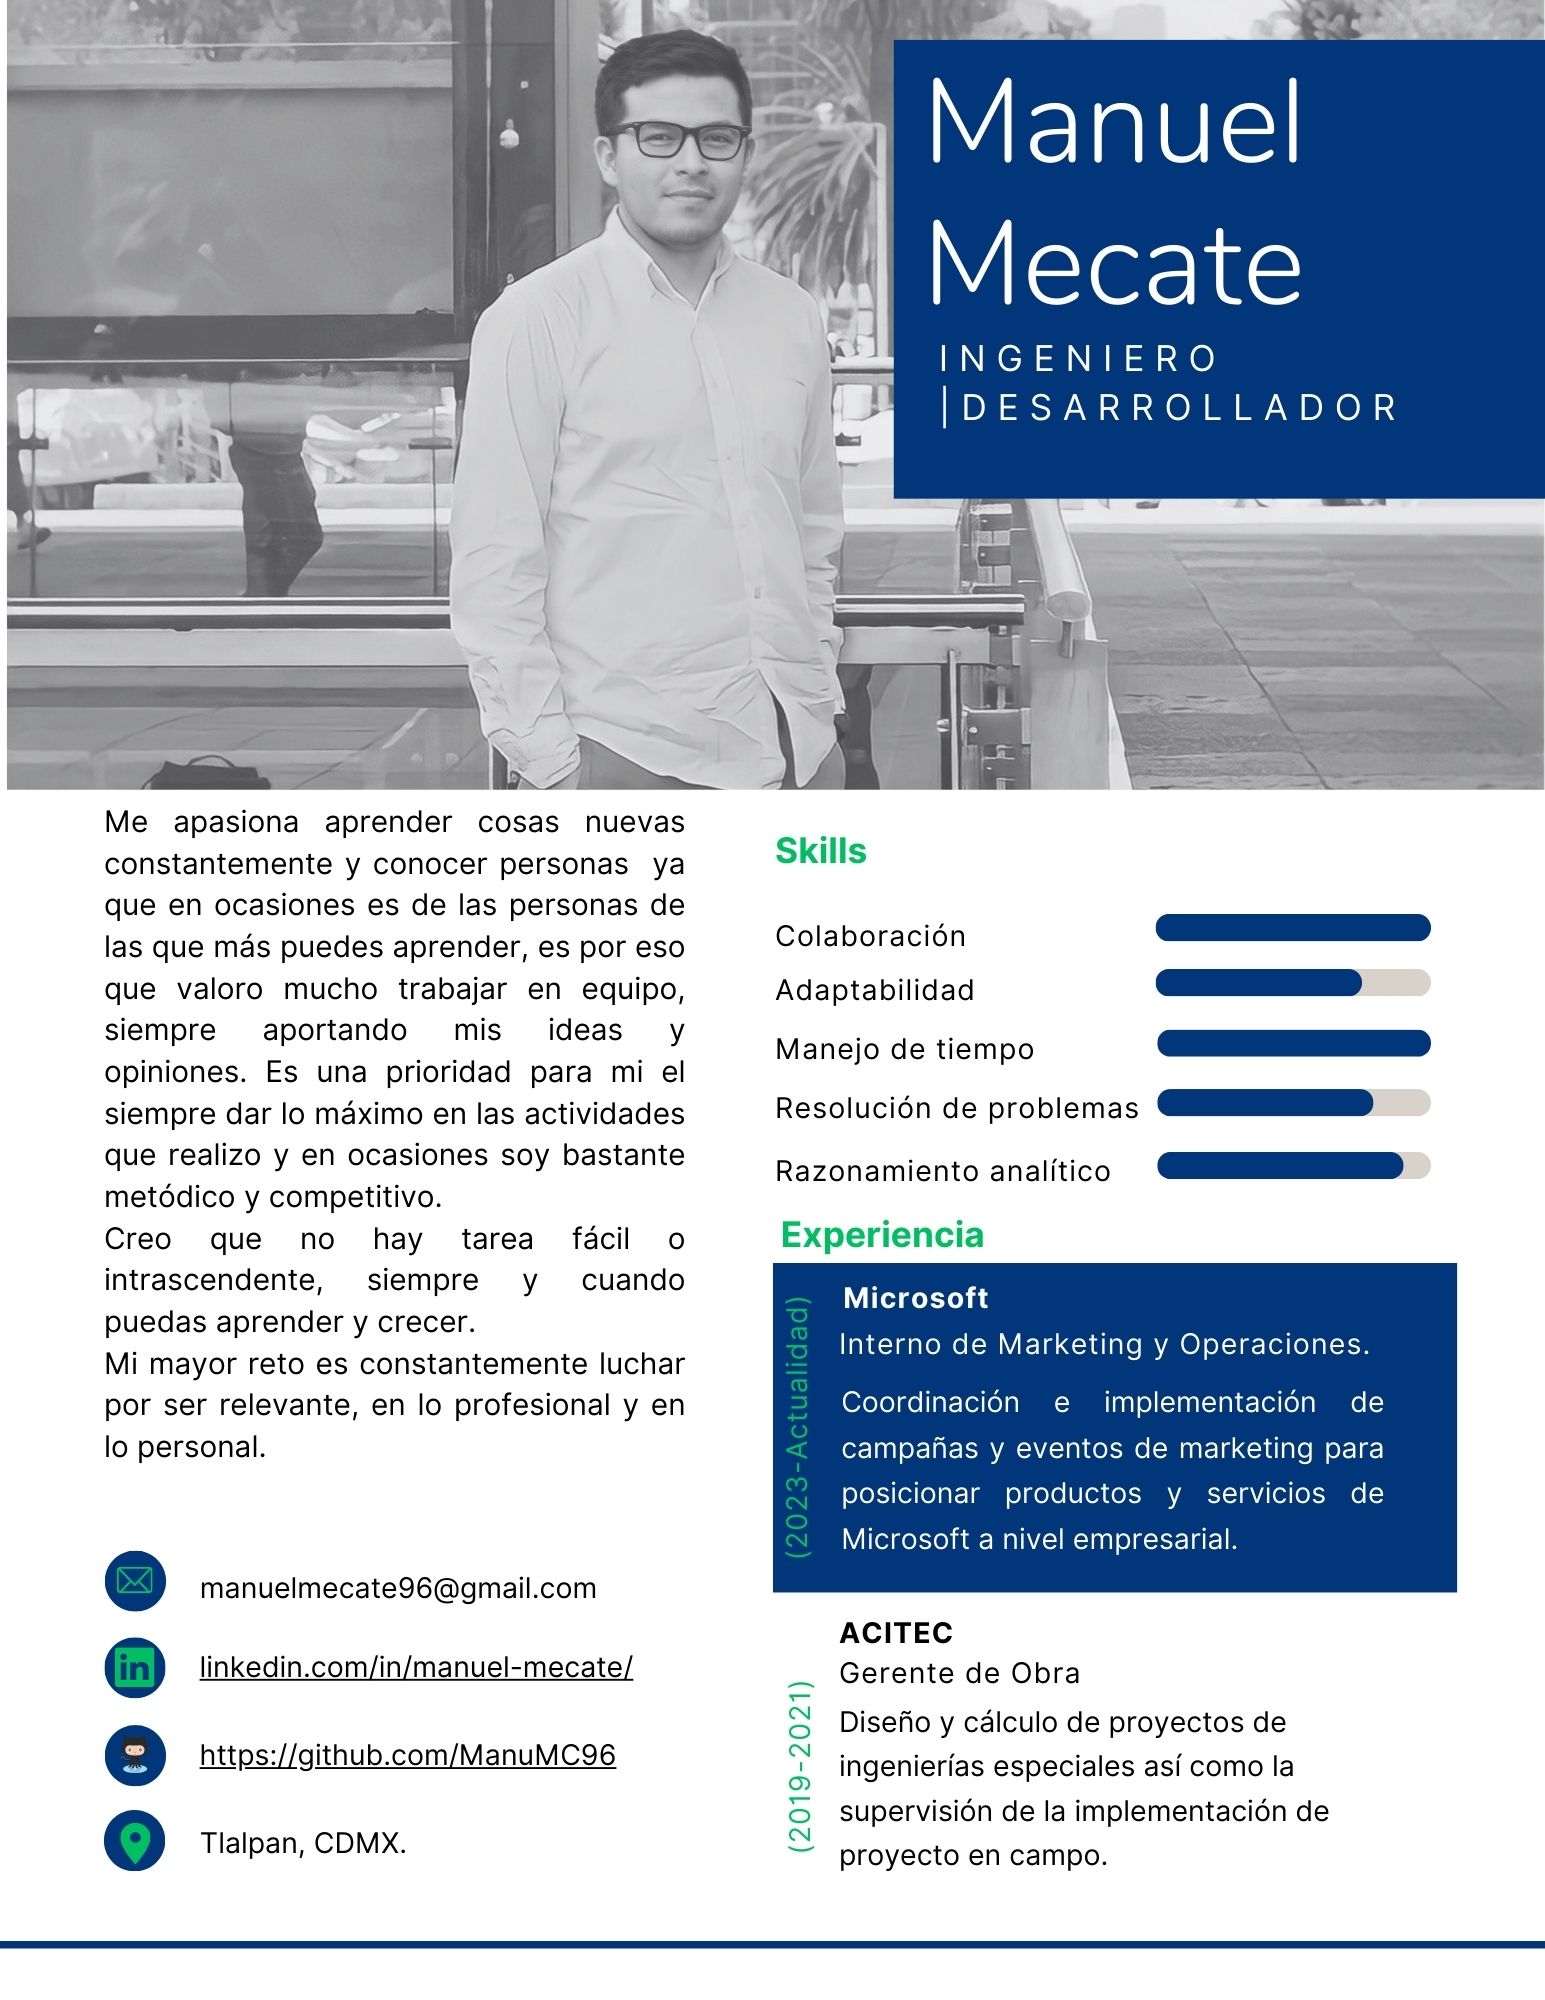 Manuel
Mecate
INGENIERO
|DESARROLLADOR
Me apasiona aprender cosas nuevas
constantemente y conocer personas ya
que en ocasiones es de las personas de
las que más puedes aprender, es por eso
que valoro mucho trabajar en equipo,
siempre aportando mis ideas y
opiniones. Es una prioridad para mi el
siempre dar lo máximo en las actividades
que realizo y en ocasiones soy bastante
metódico y competitivo.
Creo que no hay tarea fácil o
intrascendente, siempre y cuando
puedas aprender y crecer.
Mi mayor reto es constantemente luchar
por ser relevante, en lo profesional y en
lo personal.
manuelmecate96@gmail.com
in
linkedin.com/in/manuel-mecate/
https://github.com/ManuMC96
Tlalpan, CDMX.
Skills
Colaboración
Adaptabilidad
Manejo de tiempo
Resolución de problemas
Razonamiento analítico
Experiencia
(2023-Actualidad)
Microsoft
Interno de Marketing y Operaciones.
Coordinación e implementación de
campañas y eventos de marketing para
posicionar productos y servicios de
Microsoft a nivel empresarial.
(2019-2021)
ACITEC
Gerente de Obra
Diseño y cálculo de proyectos de
ingenierías especiales así como la
supervisión de la implementación de
proyecto en campo.